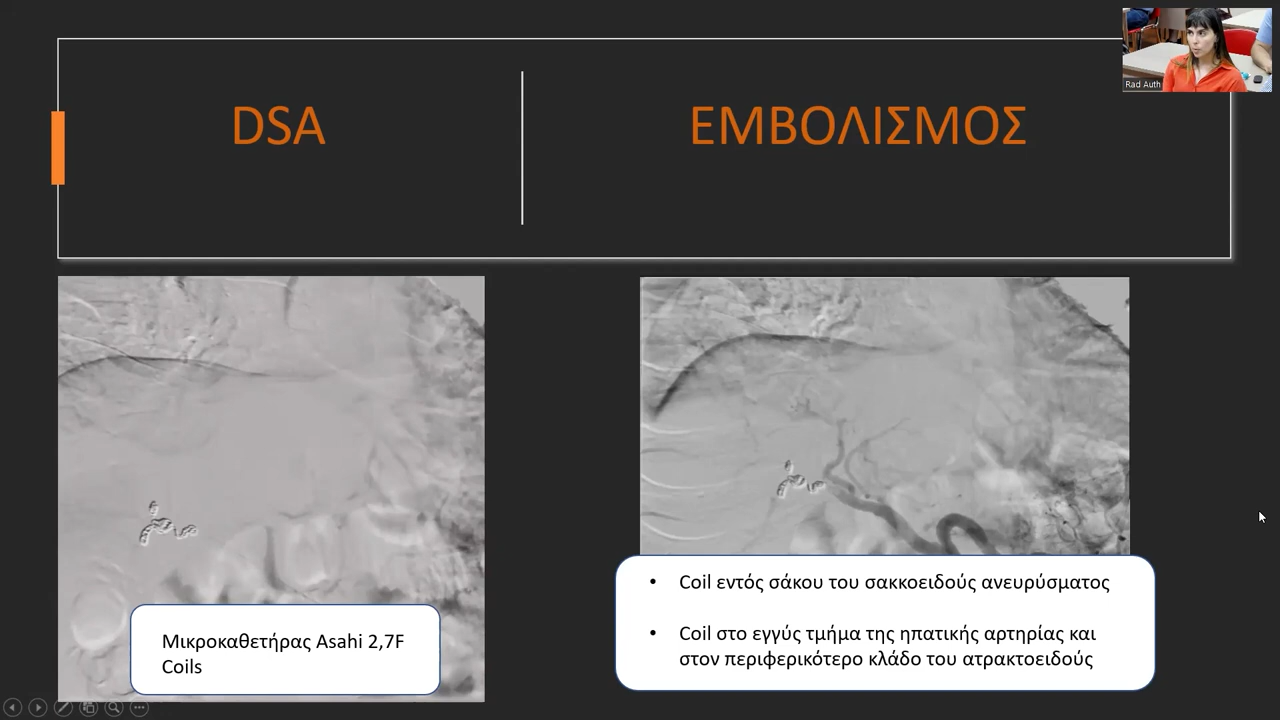 DSA
ΕΜΒΟΛΙΣΜΟΣ
Rad Auth
Μικροκαθετήρας Asahi 2,7F
Coils
• Coil εντός σάκου του σακκοειδούς ανευρύσματος
• Coil στο εγγύς τμήμα της ηπατικής αρτηρίας και
στον περιφερικότερο κλάδο του ατρακτοειδούς